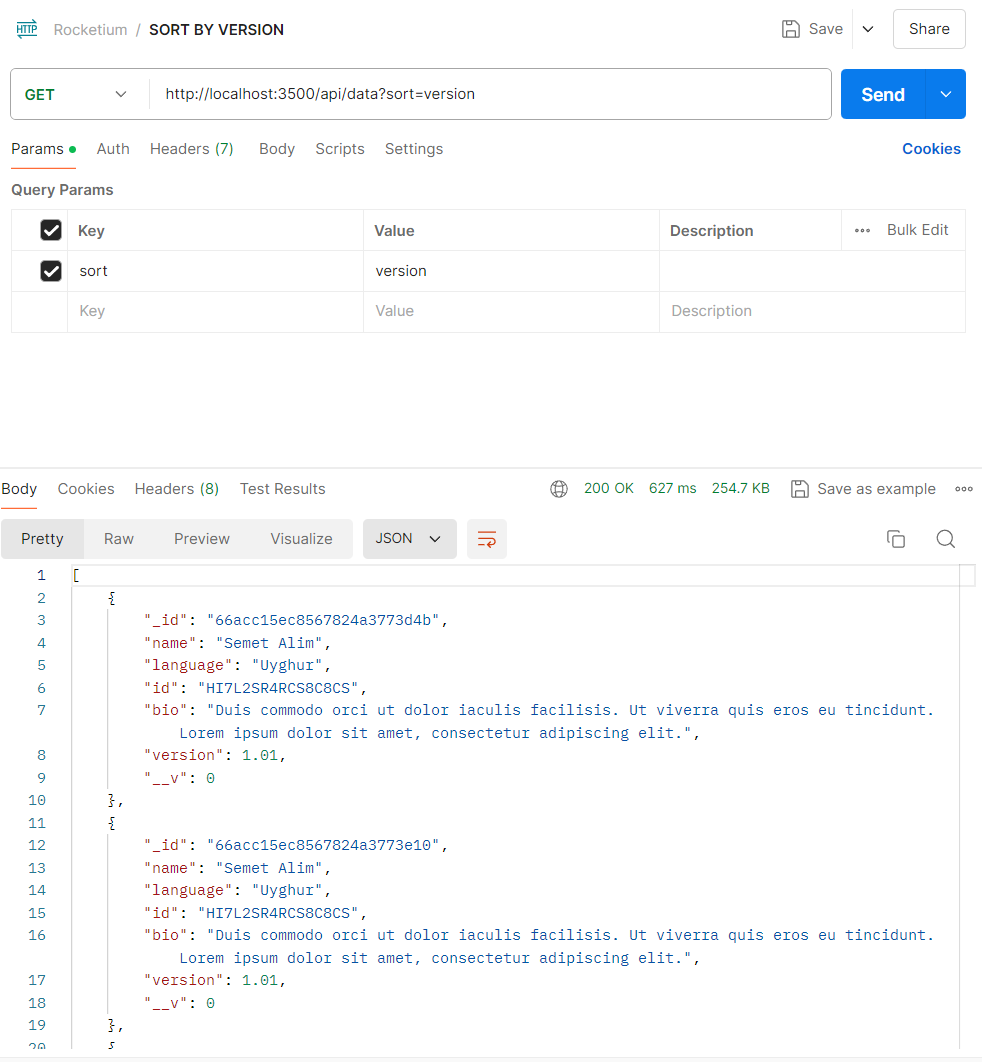 HTTP Rocketium / SORT BY VERSION Save Share
GET http://localhost:3500/api/data?sort=version Send
Params Auth Headers (7) Body Scripts Settings Cookies
Query Params
Key Value Description Bulk Edit
sort version
Key Value Description
Body Cookies Headers (8) Test Results 200 OK 627 ms 254.7 KB Save as example
Pretty Raw Preview Visualize JSON
1 [
2 {
3 "_id": "66acc15ec8567824a3773d4b",
4 "name": "Semet Alim",
5 "language": "Uyghur",
6 "id": "HI7L2SR4RCS8C8CS",
7 "bio": "Duis commodo orci ut dolor iaculis facilisis. Ut viverra quis eros eu tincidunt.
Lorem ipsum dolor sit amet, consectetur adipiscing elit.",
8 "version": 1.01,
9 "__v": 0
10 },
11 {
12 "_id": "66acc15ec8567824a3773e10",
13 "name": "Semet Alim",
14 "language": "Uyghur",
15 "id": "HI7L2SR4RCS8C8CS",
16 "bio": "Duis commodo orci ut dolor iaculis facilisis. Ut viverra quis eros eu tincidunt.
Lorem ipsum dolor sit amet, consectetur adipiscing elit.",
17 "version": 1.01,
18 "__v": 0
19 },
20 {